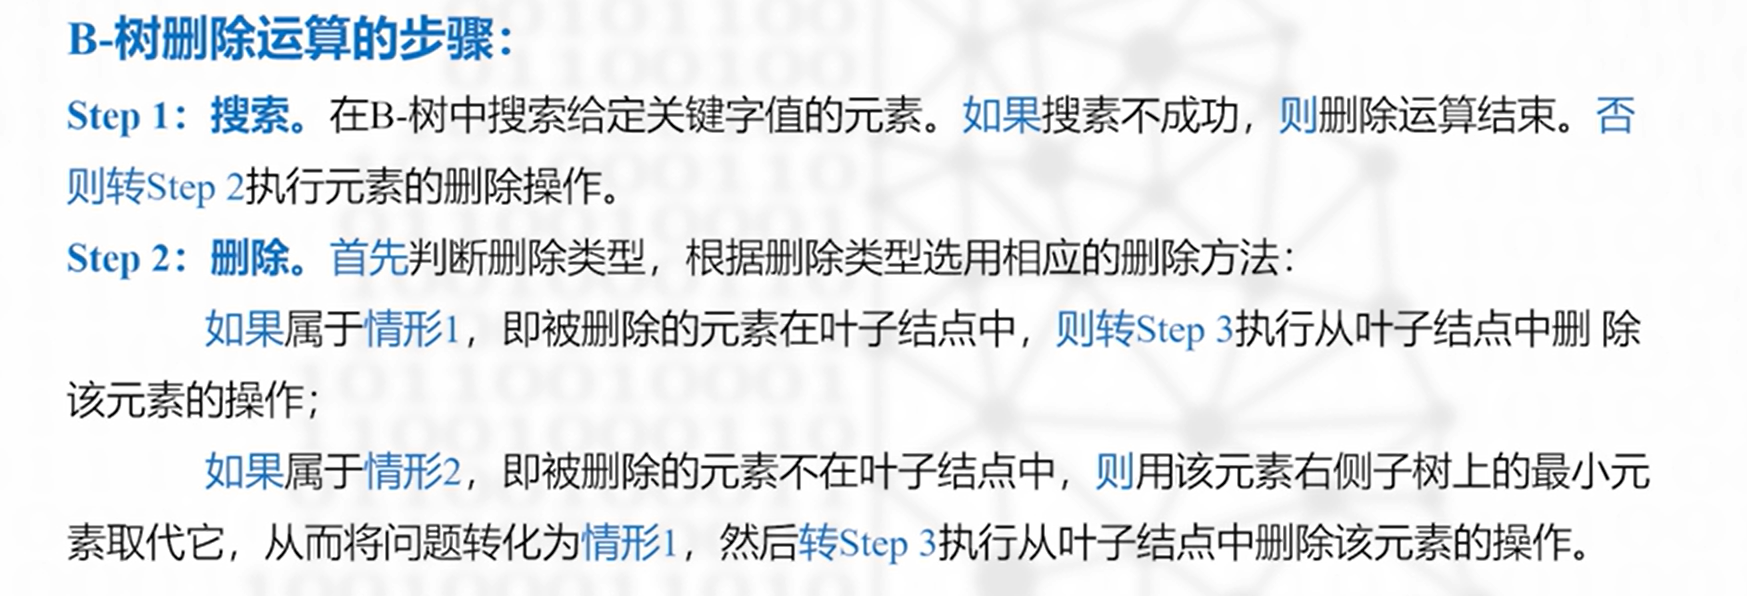 B-树删除运算的步骤：
Step 1：搜索。在B-树中搜索给定关键字值的元素。如果搜素不成功，则删除运算结束。否
则转Step 2执行元素的删除操作。
Step 2：删除。首先判断删除类型，根据删除类型选用相应的删除方法：
如果属于情形1，即被删除的元素在叶子结点中，则转Step 3执行从叶子结点中删 除
该元素的操作；
如果属于情形2，即被删除的元素不在叶子结点中，则用该元素右侧子树上的最小元
素取代它，从而将问题转化为情形1，然后转Step 3执行从叶子结点中删除该元素的操作。